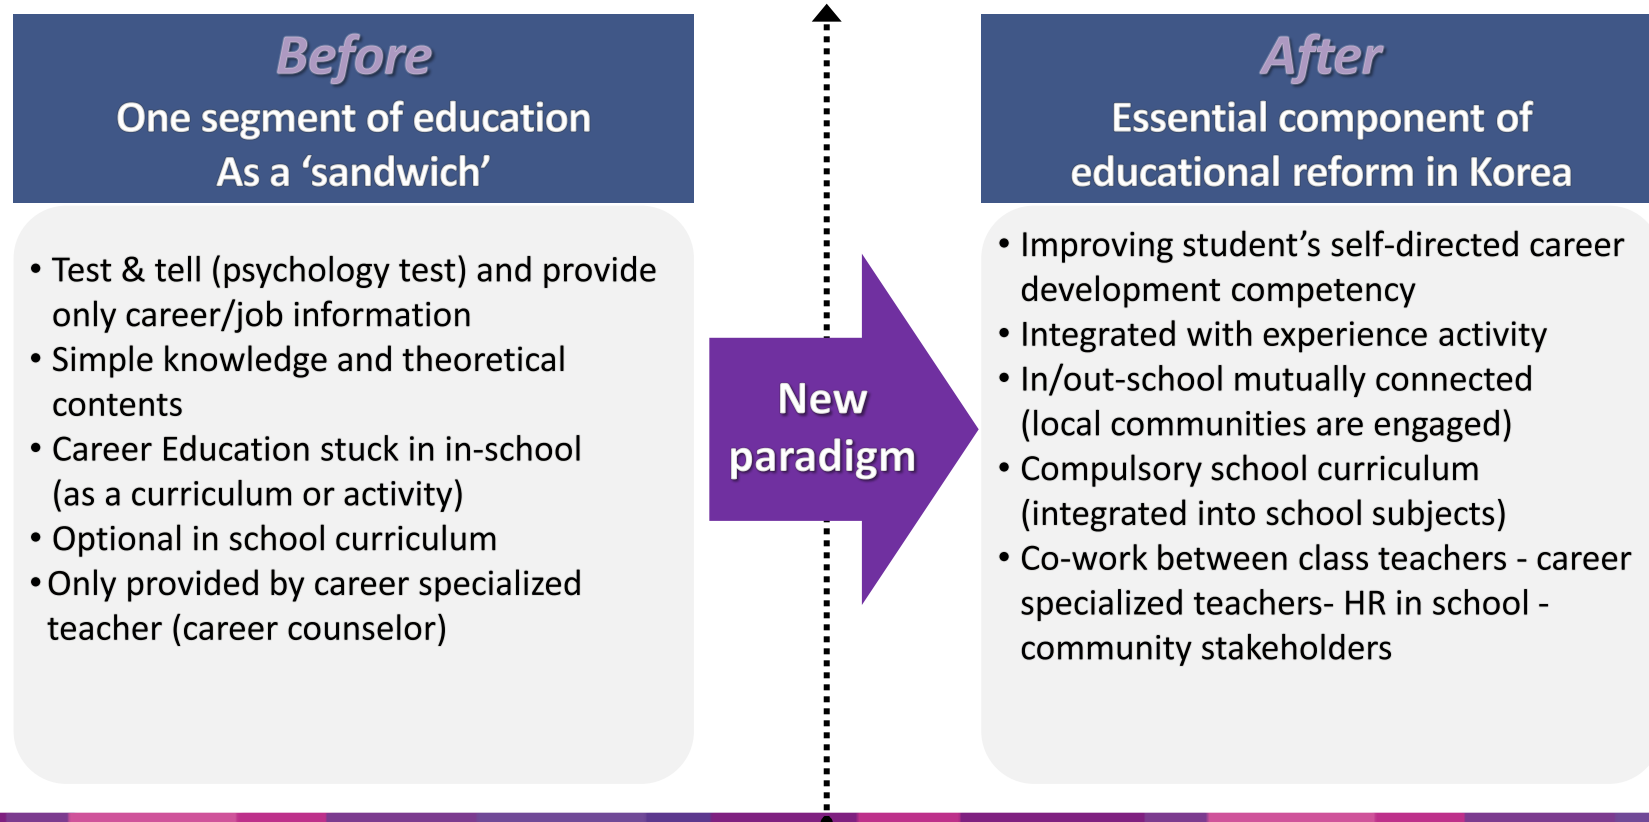 Before
One segment of education
As a ‘sandwich’
• Test & tell (psychology test) and provide
only career/job information
• Simple knowledge and theoretical
contents
• Career Education stuck in in-school
(as a curriculum or activity)
• Optional in school curriculum
• Only provided by career specialized
teacher (career counselor)
New
paradigm
After
Essential component of
educational reform in Korea
• Improving student’s self-directed career
development competency
• Integrated with experience activity
• In/out-school mutually connected
(local communities are engaged)
• Compulsory school curriculum
(integrated into school subjects)
• Co-work between class teachers - career
specialized teachers- HR in school -
community stakeholders